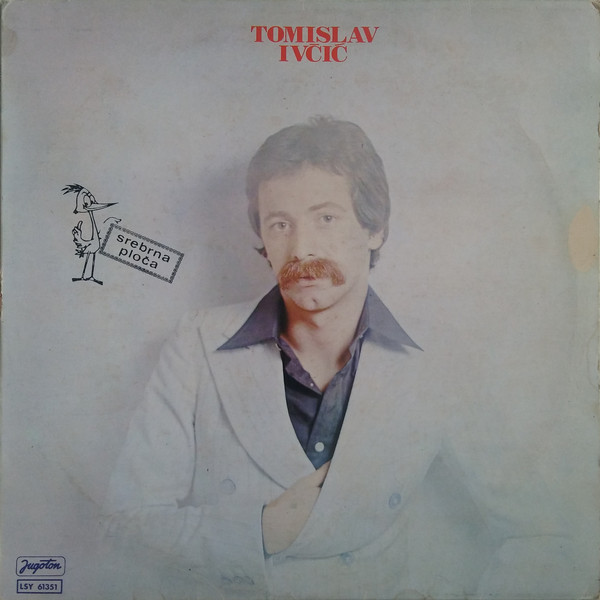 TOMISLAV
IVČIĆ
srebrna
ploča
Jugoton
LSY 61351